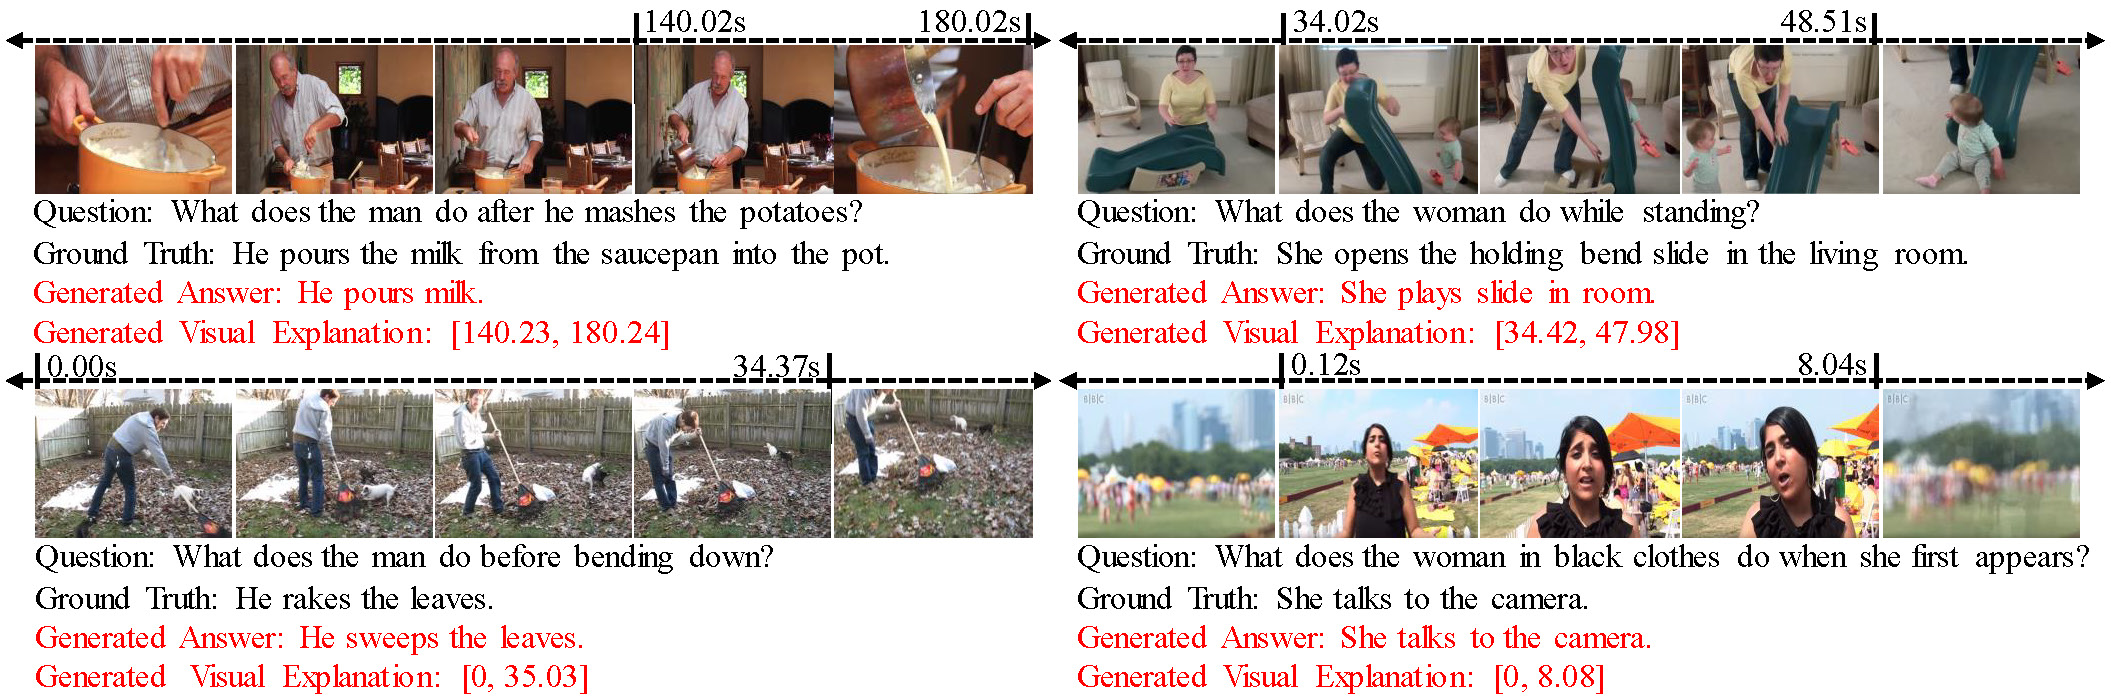 140.02s 180.02s
Question: What does the man do after he mashes the potatoes?
Ground Truth: He pours the milk from the saucepan into the pot.
Generated Answer: He pours milk.
Generated Visual Explanation: [140.23, 180.24]
34.02s 48.51s
Question: What does the woman do while standing?
Ground Truth: She opens the holding bend slide in the living room.
Generated Answer: She plays slide in room.
Generated Visual Explanation: [34.42, 47.98]
0.00s 34.37s
Question: What does the man do before bending down?
Ground Truth: He rakes the leaves.
Generated Answer: He sweeps the leaves.
Generated Visual Explanation: [0, 35.03]
0.12s 8.04s
BBC BBC BBC BBC
Question: What does the woman in black clothes do when she first appears?
Ground Truth: She talks to the camera.
Generated Answer: She talks to the camera.
Generated Visual Explanation: [0, 8.08]